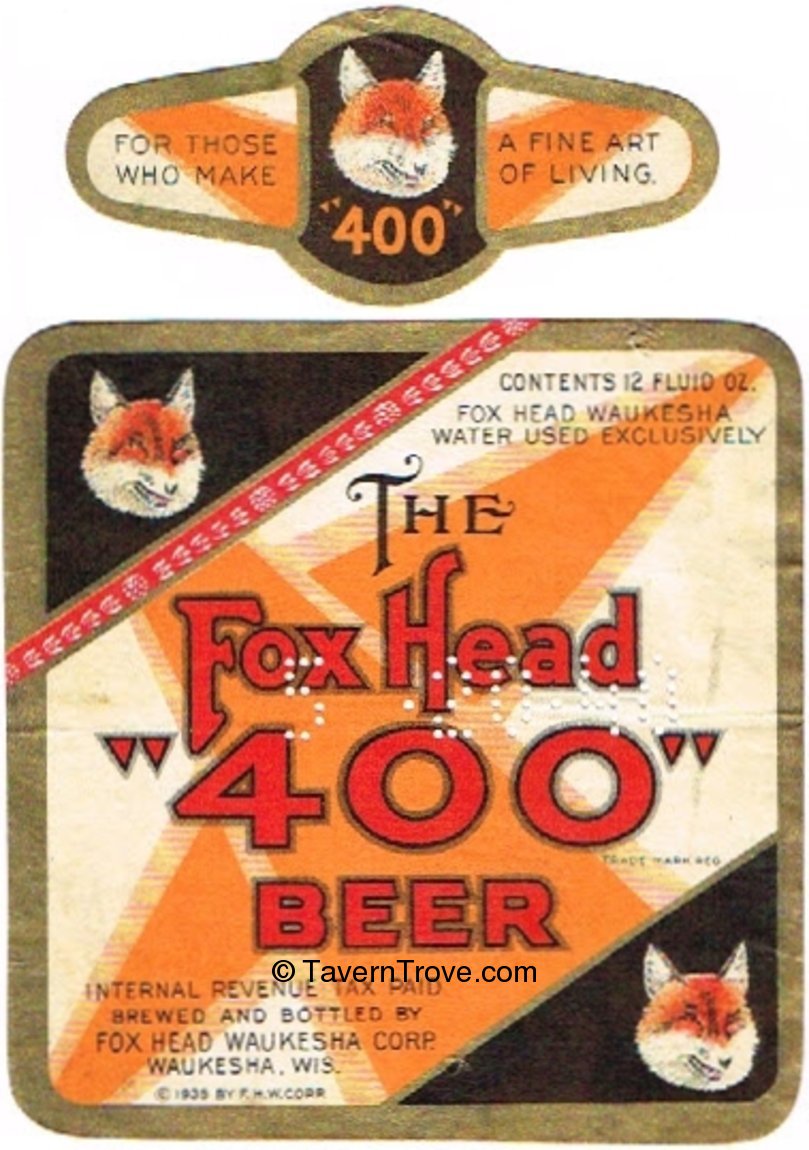 FOR THOSE
WHO MAKE
"400"
A FINE ART
OF LIVING.
CONTENTS 12 FLUID OZ.
FOX HEAD WAUKESHA
WATER USED EXCLUSIVELY
THE
Fox Head
"400"
TRADE MARK REG
BEER
© TavernTrove.com
INTERNAL REVENUE TAX PAID
BREWED AND BOTTLED BY
FOX HEAD WAUKESHA CORP.
WAUKESHA, WIS.
© 1935 BY F.H.W.CORP.